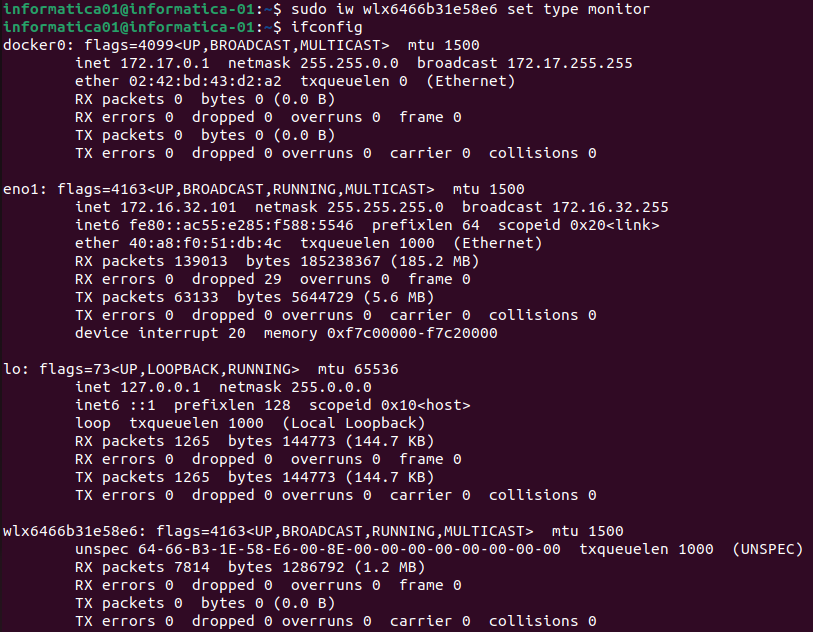 informatica01@informatica-01:~$ sudo iw wlx6466b31e58e6 set type monitor
informatica01@informatica-01:~$ ifconfig
docker0: flags=4099<UP,BROADCAST,MULTICAST>  mtu 1500
        inet 172.17.0.1  netmask 255.255.0.0  broadcast 172.17.255.255
        ether 02:42:bd:43:d2:a2  txqueuelen 0  (Ethernet)
        RX packets 0  bytes 0 (0.0 B)
        RX errors 0  dropped 0  overruns 0  frame 0
        TX packets 0  bytes 0 (0.0 B)
        TX errors 0  dropped 0 overruns 0  carrier 0  collisions 0

eno1: flags=4163<UP,BROADCAST,RUNNING,MULTICAST>  mtu 1500
        inet 172.16.32.101  netmask 255.255.255.0  broadcast 172.16.32.255
        inet6 fe80::ac55:e285:f588:5546  prefixlen 64  scopeid 0x20<link>
        ether 40:a8:f0:51:db:4c  txqueuelen 1000  (Ethernet)
        RX packets 139013  bytes 185238367 (185.2 MB)
        RX errors 0  dropped 29  overruns 0  frame 0
        TX packets 63133  bytes 5644729 (5.6 MB)
        TX errors 0  dropped 0 overruns 0  carrier 0  collisions 0
        device interrupt 20  memory 0xf7c00000-f7c20000

lo: flags=73<UP,LOOPBACK,RUNNING>  mtu 65536
        inet 127.0.0.1  netmask 255.0.0.0
        inet6 ::1  prefixlen 128  scopeid 0x10<host>
        loop  txqueuelen 1000  (Local Loopback)
        RX packets 1265  bytes 144773 (144.7 KB)
        RX errors 0  dropped 0  overruns 0  frame 0
        TX packets 1265  bytes 144773 (144.7 KB)
        TX errors 0  dropped 0 overruns 0  carrier 0  collisions 0

wlx6466b31e58e6: flags=4163<UP,BROADCAST,RUNNING,MULTICAST>  mtu 1500
        unspec 64-66-B3-1E-58-E6-00-8E-00-00-00-00-00-00-00-00  txqueuelen 1000  (UNSPEC)
        RX packets 7814  bytes 1286792 (1.2 MB)
        RX errors 0  dropped 0  overruns 0  frame 0
        TX packets 0  bytes 0 (0.0 B)
        TX errors 0  dropped 0 overruns 0  carrier 0  collisions 0